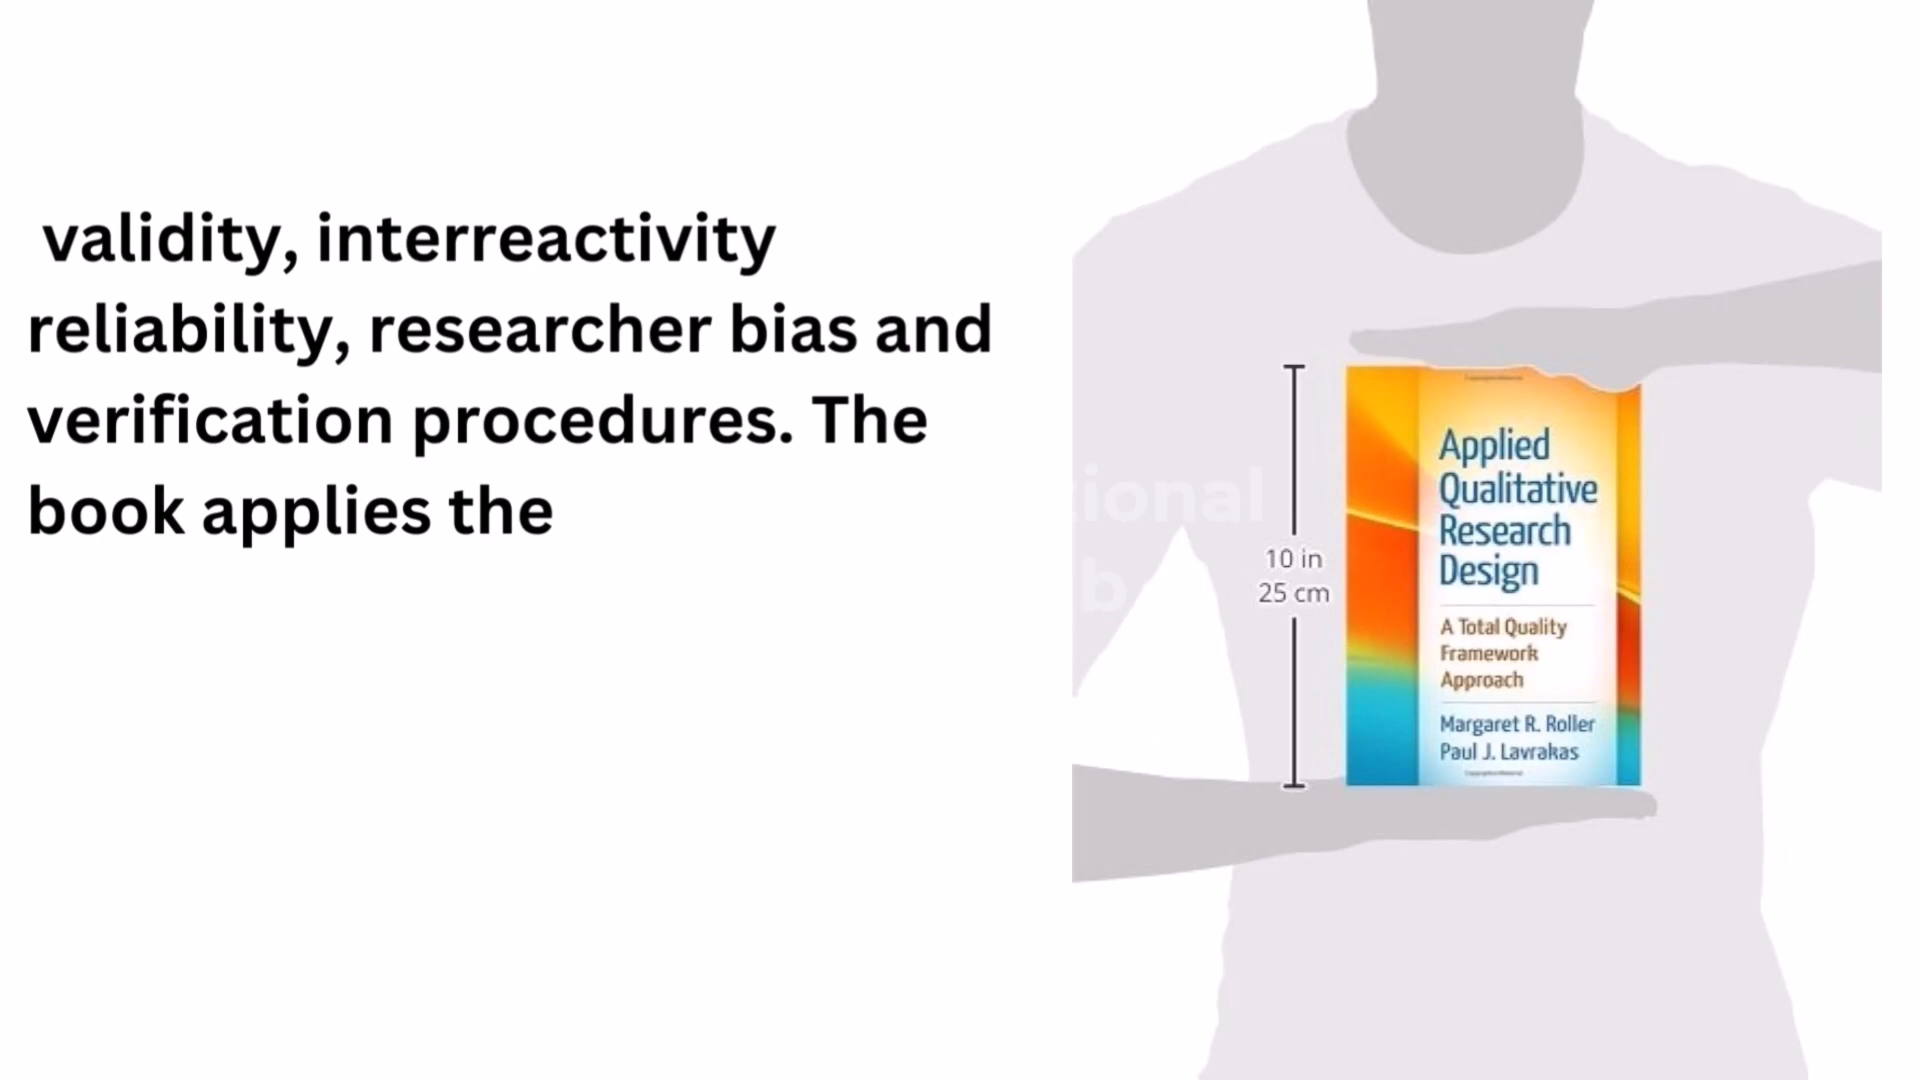 validity, interreactivity
reliability, researcher bias and
verification procedures. The
book applies the
tional
b
10 in
25 cm
Applied
Qualitative
Research
Design
A Total Quality
Framework
Approach
Margaret R. Roller
Paul J. Lavrakas